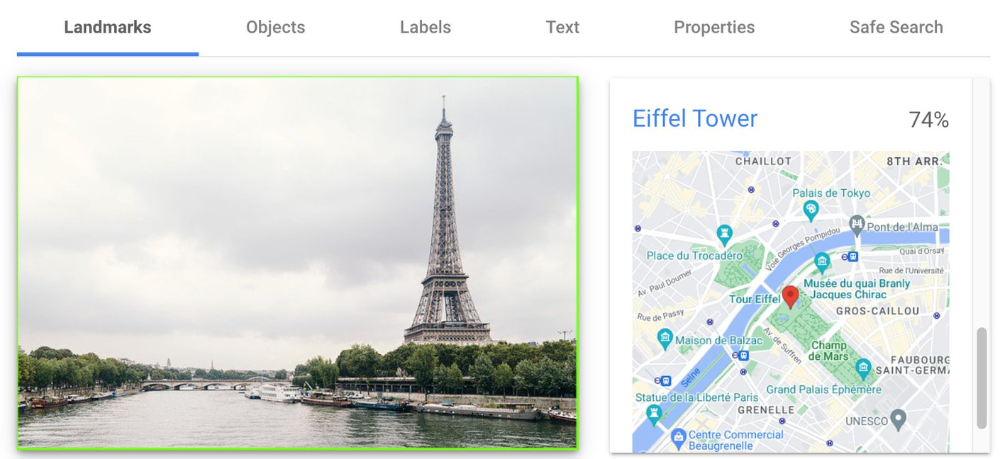 Landmarks Objects Labels Text Properties Safe Search
Eiffel Tower 74%
CHAILLOT
8TH ARR.
Palais de Tokyo
Pont de l'Alma
Voie Georges Pompidou
Quai d'Orsay
Place du Trocadéro
Rue de l'Université
Av. Paul Doumer
Musée du quai Branly
- Jacques Chirac
Tour Eiffel
GROS-CAILLOU
Rue de Passy
Av. de Suffren
Maison de Balzac
Champ
de Mars
FAUBOURG
SAINT-GERMA
Seine
Grand Palais Éphémère
Statue de la Liberté Paris
GRENELLE
UNESCO
Centre Commercial
Beaugrenelle